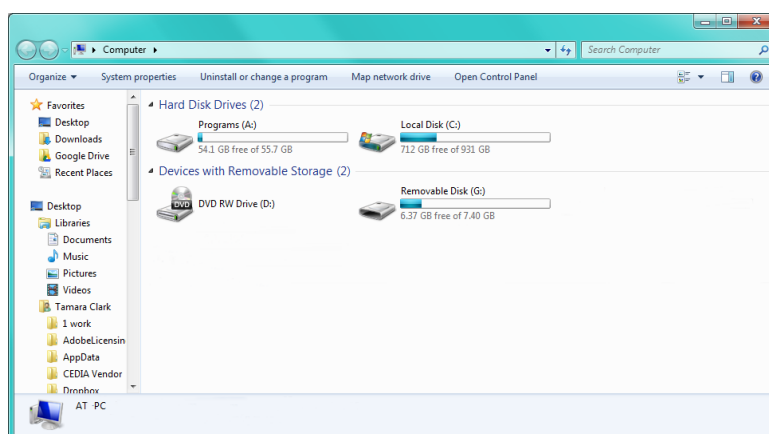 Computer
Search Computer
Organize System properties Uninstall or change a program Map network drive Open Control Panel
Favorites
Desktop
Downloads
Google Drive
Recent Places
Desktop
Libraries
Documents
Music
Pictures
Videos
Tamara Clark
1 work
AdobeLicensin
AppData
CEDIA Vendor
Dropbox
Hard Disk Drives (2)
Programs (A:)
54.1 GB free of 55.7 GB
Local Disk (C:)
712 GB free of 931 GB
Devices with Removable Storage (2)
DVD
DVD RW Drive (D:)
Removable Disk (G:)
6.37 GB free of 7.40 GB
AT -PC